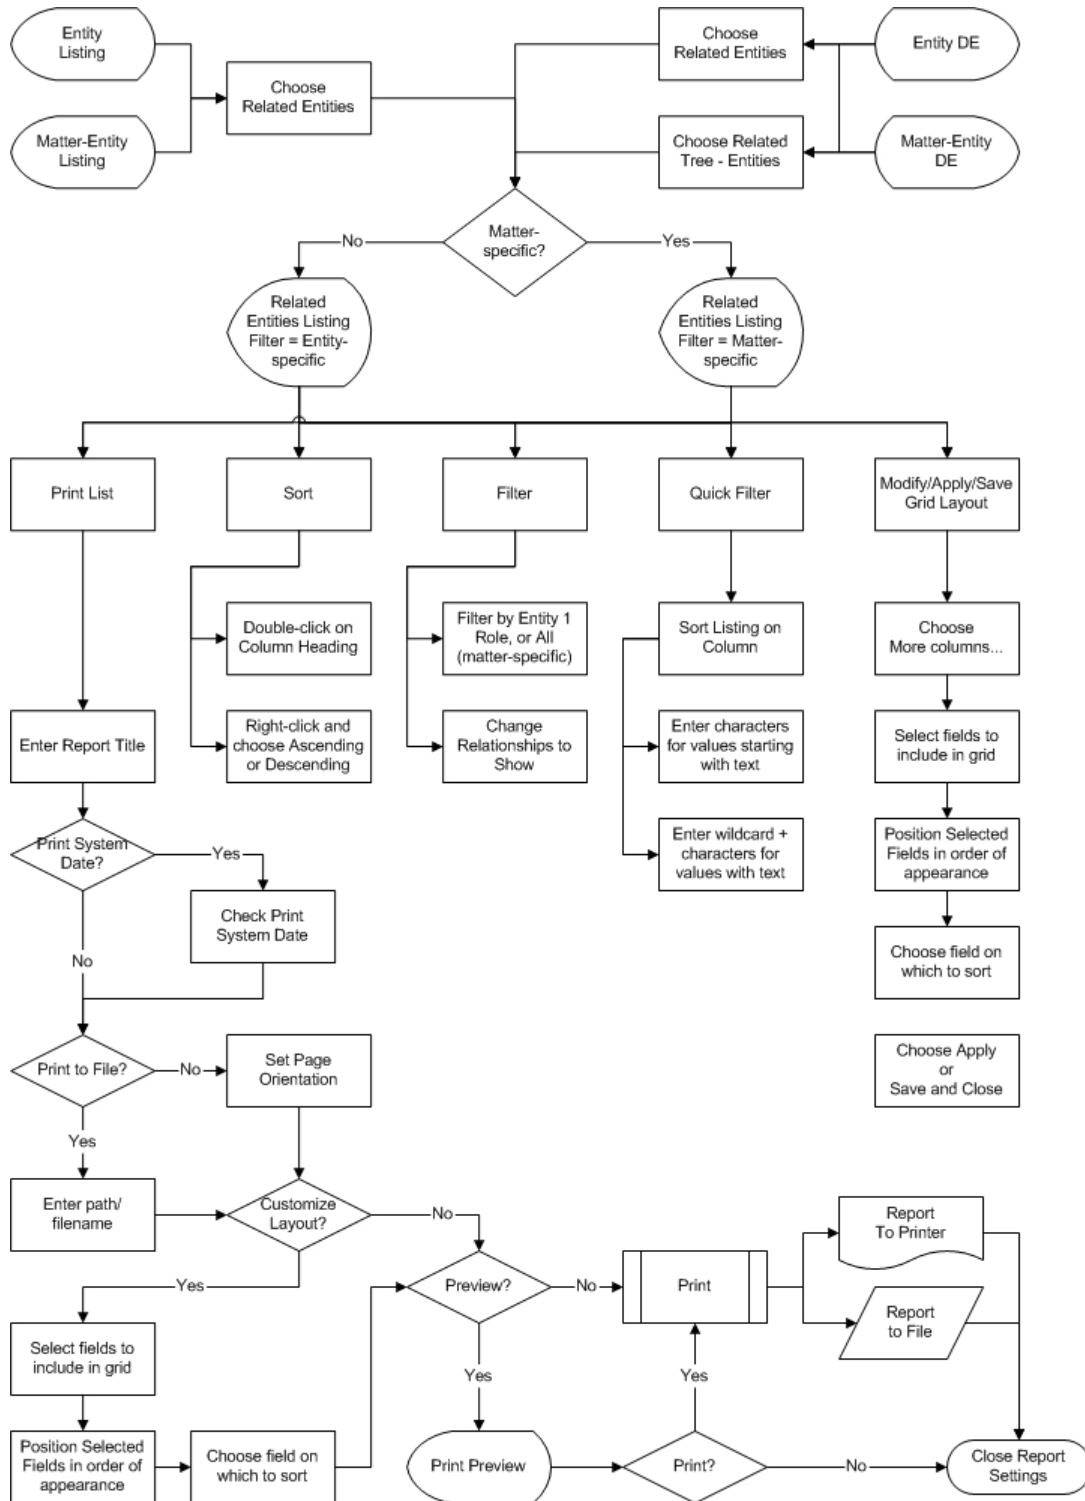 Entity
Listing
Choose
Related Entities
Entity DE
Choose
Related Entities
Matter-Entity
Listing
Choose Related
Tree - Entities
Matter-Entity
DE
Matter-
specific?
No
Yes
Related
Entities Listing
Filter = Entity-
specific
Related
Entities Listing
Filter = Matter-
specific
Print List
Sort
Filter
Quick Filter
Modify/Apply/Save
Grid Layout
Double-click on
Column Heading
Filter by Entity 1
Role, or All
(matter-specific)
Sort Listing on
Column
Choose
More columns...
Enter Report Title
Right-click and
choose Ascending
or Descending
Change
Relationships to
Show
Enter characters
for values starting
with text
Select fields to
include in grid
Print System
Date?
Yes
Enter wildcard +
characters for
values with text
Position Selected
Fields in order of
appearance
Check Print
System Date
No
Choose field on
which to sort
Print to File?
No
Set Page
Orientation
Choose Apply
or
Save and Close
Yes
Enter path/
filename
Customize
Layout?
No
Report
To Printer
Yes
Preview?
No
Print
Report
to File
Select fields to
include in grid
Yes
Yes
Position Selected
Fields in order of
appearance
Choose field on
which to sort
Print Preview
Print?
No
Close Report
Settings